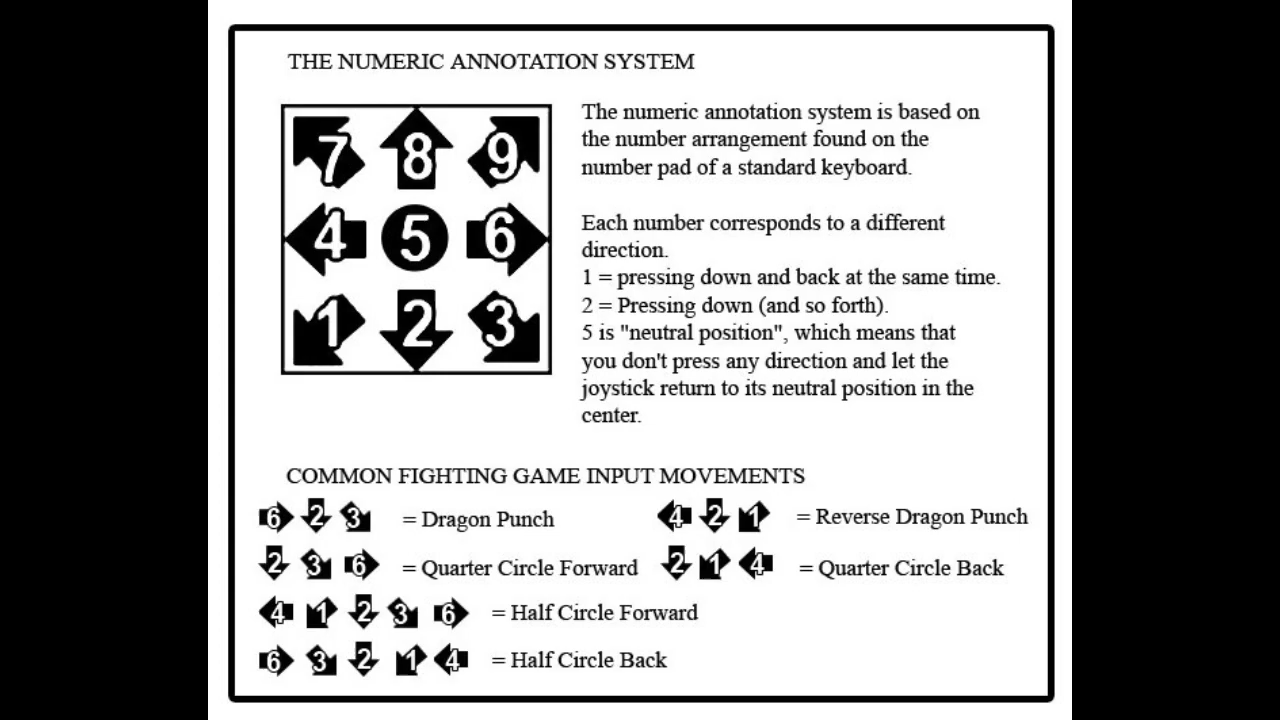 THE NUMERIC ANNOTATION SYSTEM
7 8 9
4 5 6
1 2 3
The numeric annotation system is based on
the number arrangement found on the
number pad of a standard keyboard.
Each number corresponds to a different
direction.
1 = pressing down and back at the same time.
2 = Pressing down (and so forth).
5 is "neutral position", which means that
you don't press any direction and let the
joystick return to its neutral position in the
center.
COMMON FIGHTING GAME INPUT MOVEMENTS
6 2 3 = Dragon Punch
4 2 1 = Reverse Dragon Punch
2 3 6 = Quarter Circle Forward
2 1 4 = Quarter Circle Back
4 1 2 3 6 = Half Circle Forward
6 3 2 1 4 = Half Circle Back